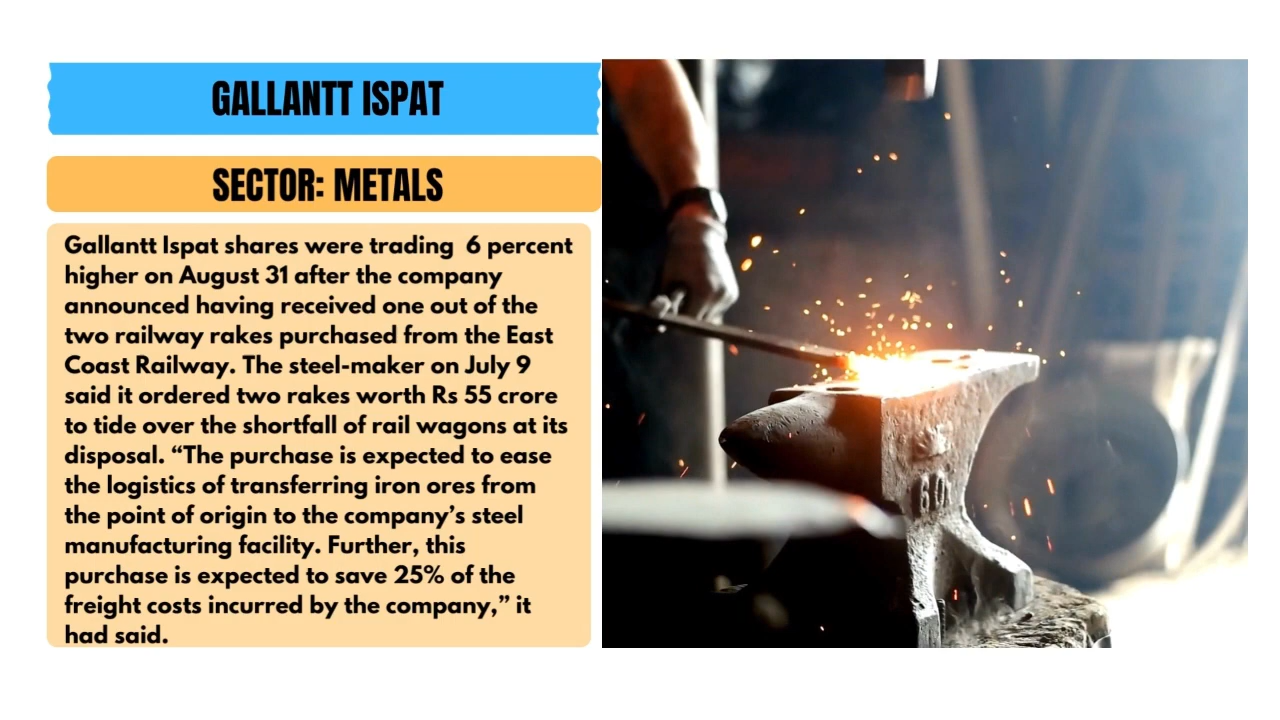 GALLANTT ISPAT
SECTOR: METALS
Gallantt Ispat shares were trading  6 percent
higher on August 31 after the company
announced having received one out of the
two railway rakes purchased from the East
Coast Railway. The steel-maker on July 9
said it ordered two rakes worth Rs 55 crore
to tide over the shortfall of rail wagons at its
disposal. “The purchase is expected to ease
the logistics of transferring iron ores from
the point of origin to the company’s steel
manufacturing facility. Further, this
purchase is expected to save 25% of the
freight costs incurred by the company,” it
had said.
60